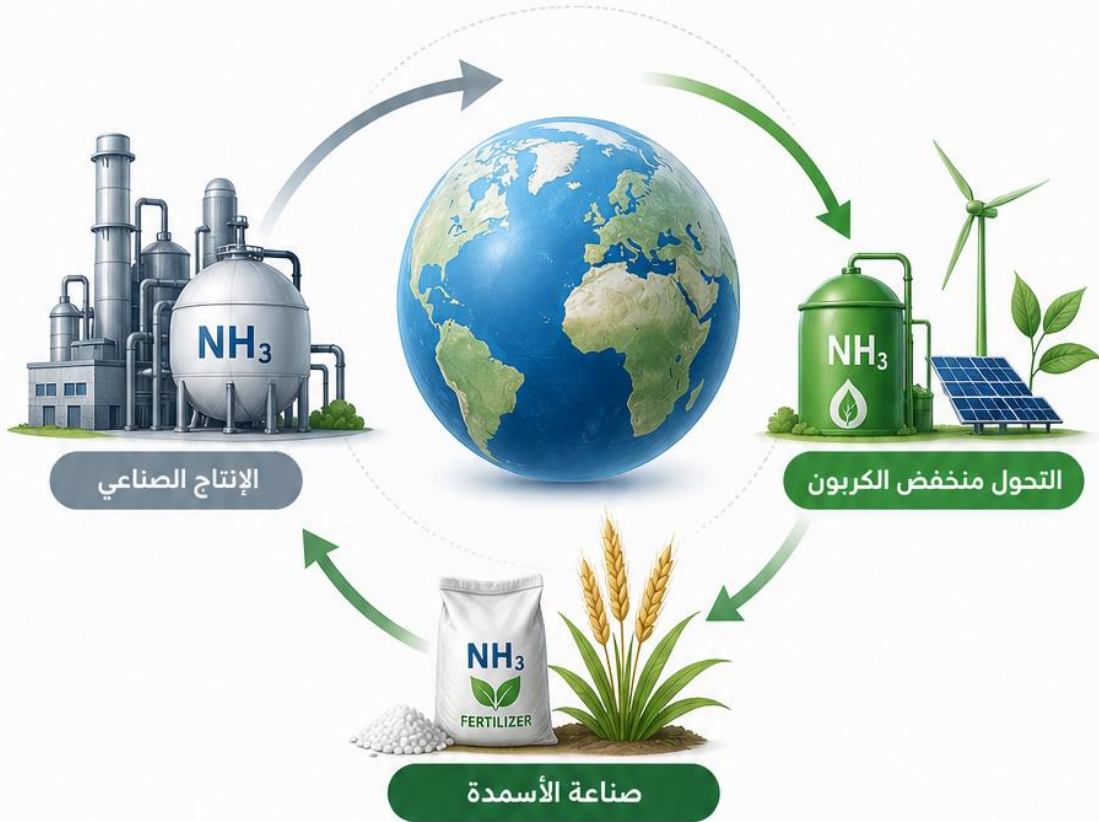 NH₃
الإنتاج الصناعي
NH₃
التحول منخفض الكربون
NH₃
FERTILIZER
صناعة الأسمدة